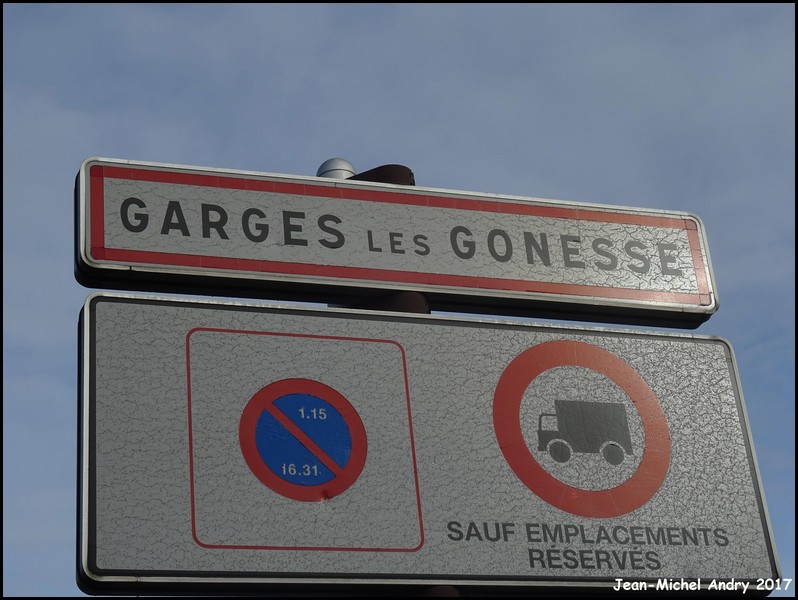 GARGES LES GONESSE
1.15
16.31
SAUF EMPLACEMENTS
RÉSERVÉS
Jean-Michel Andry 2017